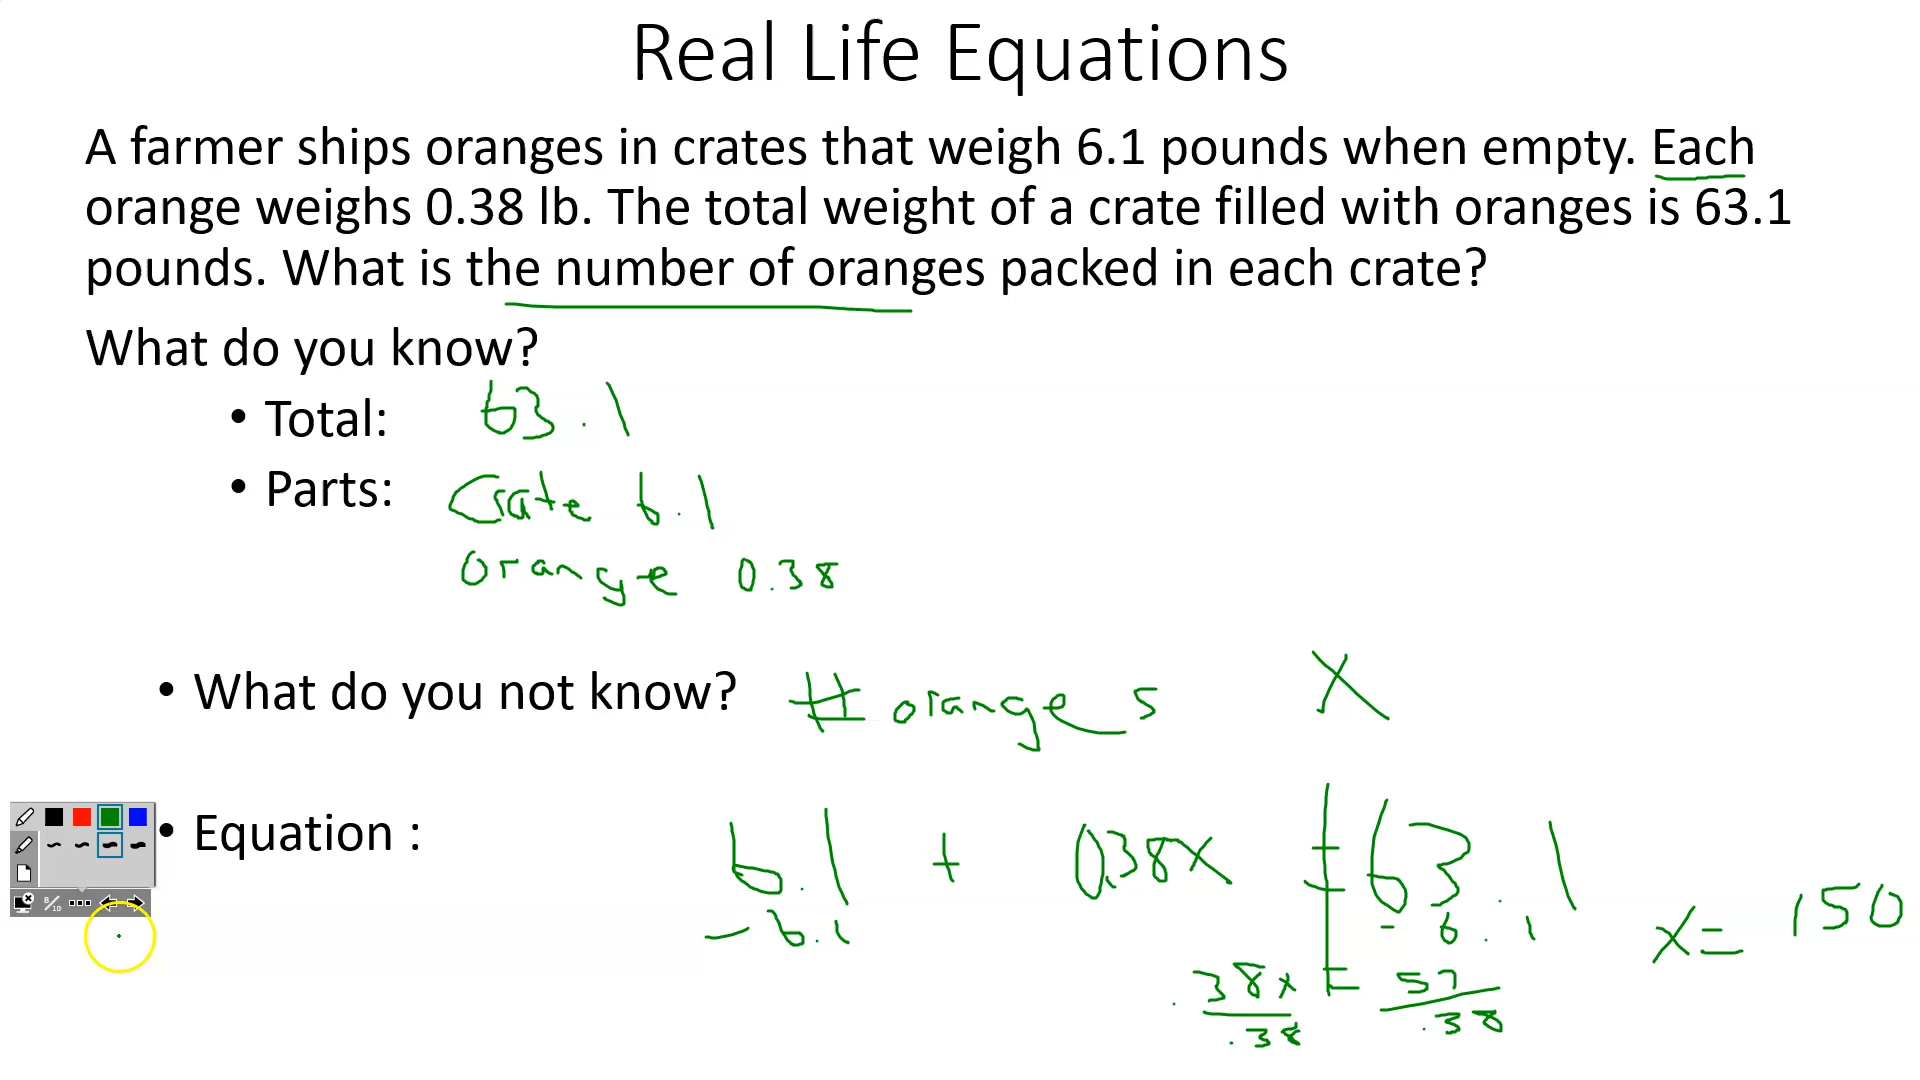 Real Life Equations
A farmer ships oranges in crates that weigh 6.1 pounds when empty. Each
orange weighs 0.38 lb. The total weight of a crate filled with oranges is 63.1
pounds. What is the number of oranges packed in each crate?
What do you know?
• Total: 63.1
• Parts: Crate 6.1
orange 0.38
• What do you not know? # oranges X
• Equation : 6.1 + 0.38x = 63.1
- 6.1 - 6.1 x = 150
.38x = 57
.38 .38
8/10